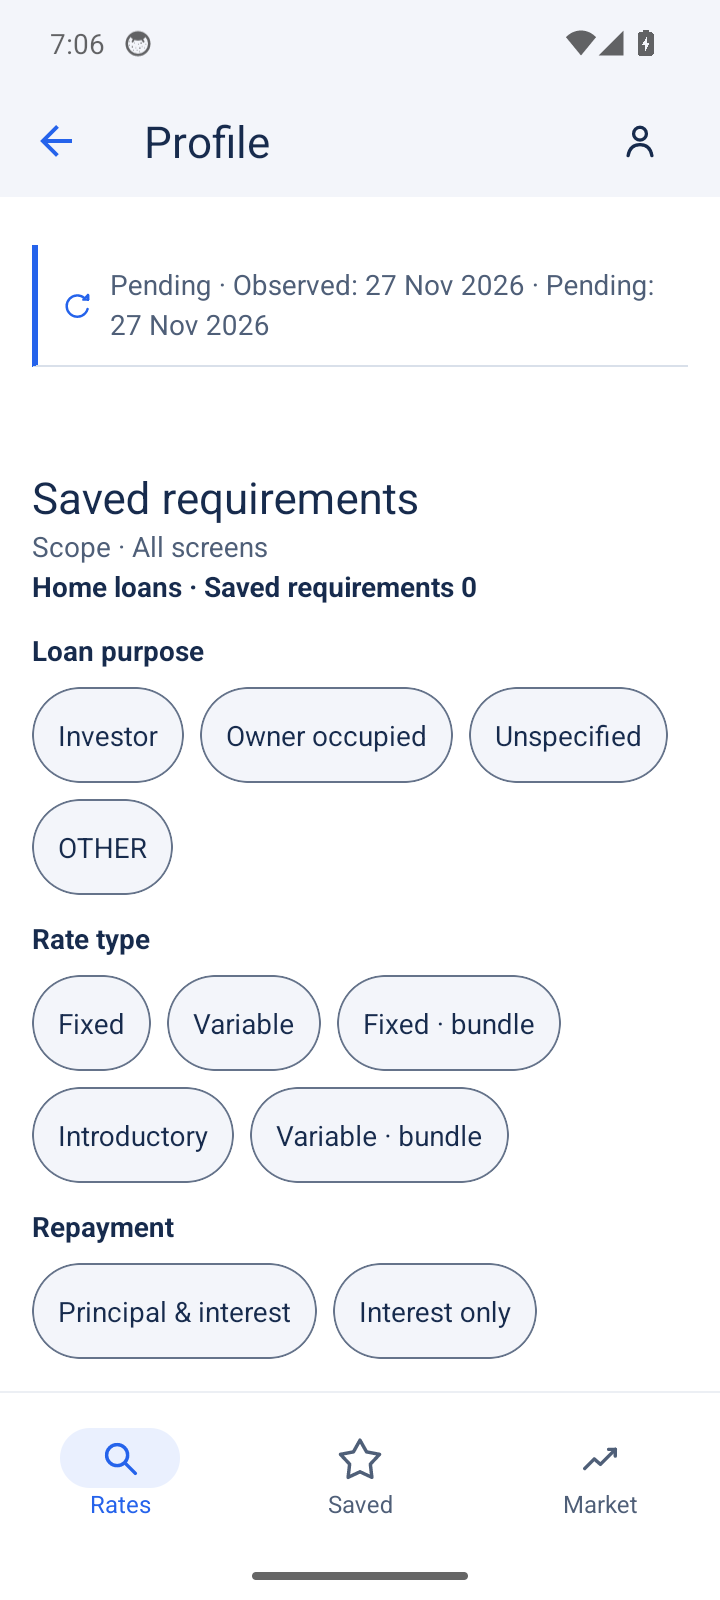 7:06
Profile
Pending · Observed: 27 Nov 2026 · Pending:
27 Nov 2026
Saved requirements
Scope · All screens
Home loans · Saved requirements 0
Loan purpose
Investor
Owner occupied
Unspecified
OTHER
Rate type
Fixed
Variable
Fixed · bundle
Introductory
Variable · bundle
Repayment
Principal & interest
Interest only
Rates
Saved
Market